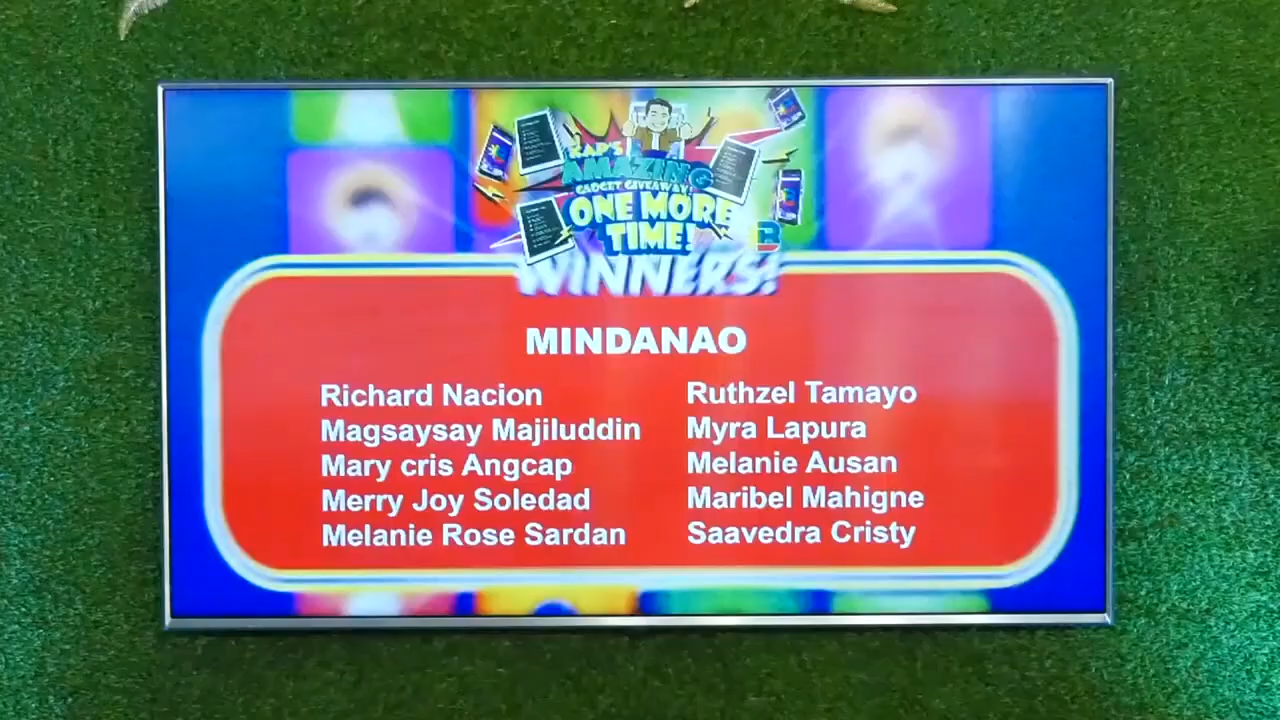 KAP'S
AMAZING
GADGET GIVEAWAY,
ONE MORE
TIME!
WINNERS!
MINDANAO
Richard Nacion
Magsaysay Majiluddin
Mary cris Angcap
Merry Joy Soledad
Melanie Rose Sardan
Ruthzel Tamayo
Myra Lapura
Melanie Ausan
Maribel Mahigne
Saavedra Cristy